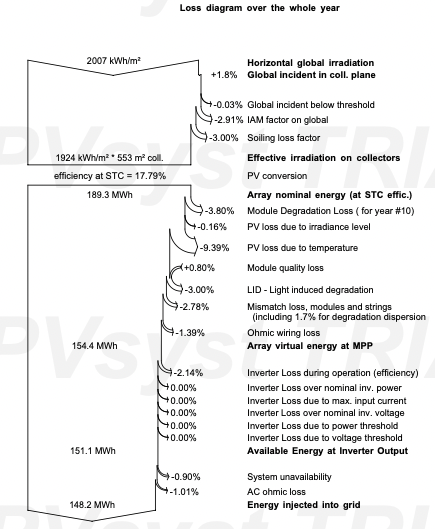 Loss diagram over the whole year
2007 kWh/m² Horizontal global irradiation
+1.8% Global incident in coll. plane
-0.03% Global incident below threshold
-2.91% IAM factor on global
-3.00% Soiling loss factor
1924 kWh/m² * 553 m² coll. Effective irradiation on collectors
efficiency at STC = 17.79% PV conversion
189.3 MWh Array nominal energy (at STC effic.)
-3.80% Module Degradation Loss ( for year #10)
-0.16% PV loss due to irradiance level
-9.39% PV loss due to temperature
+0.80% Module quality loss
-3.00% LID - Light induced degradation
-2.78% Mismatch loss, modules and strings
(including 1.7% for degradation dispersion
-1.39% Ohmic wiring loss
154.4 MWh Array virtual energy at MPP
-2.14% Inverter Loss during operation (efficiency)
0.00% Inverter Loss over nominal inv. power
0.00% Inverter Loss due to max. input current
0.00% Inverter Loss over nominal inv. voltage
0.00% Inverter Loss due to power threshold
0.00% Inverter Loss due to voltage threshold
151.1 MWh Available Energy at Inverter Output
-0.90% System unavailability
-1.01% AC ohmic loss
148.2 MWh Energy injected into grid
PVsyst TRIA
PVsyst TRIA